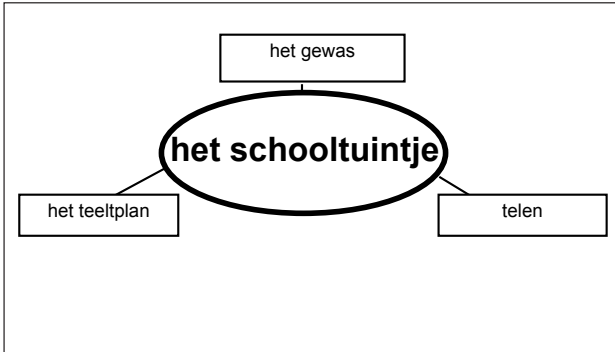 het gewas
het schooltuintje
het teeltplan
telen